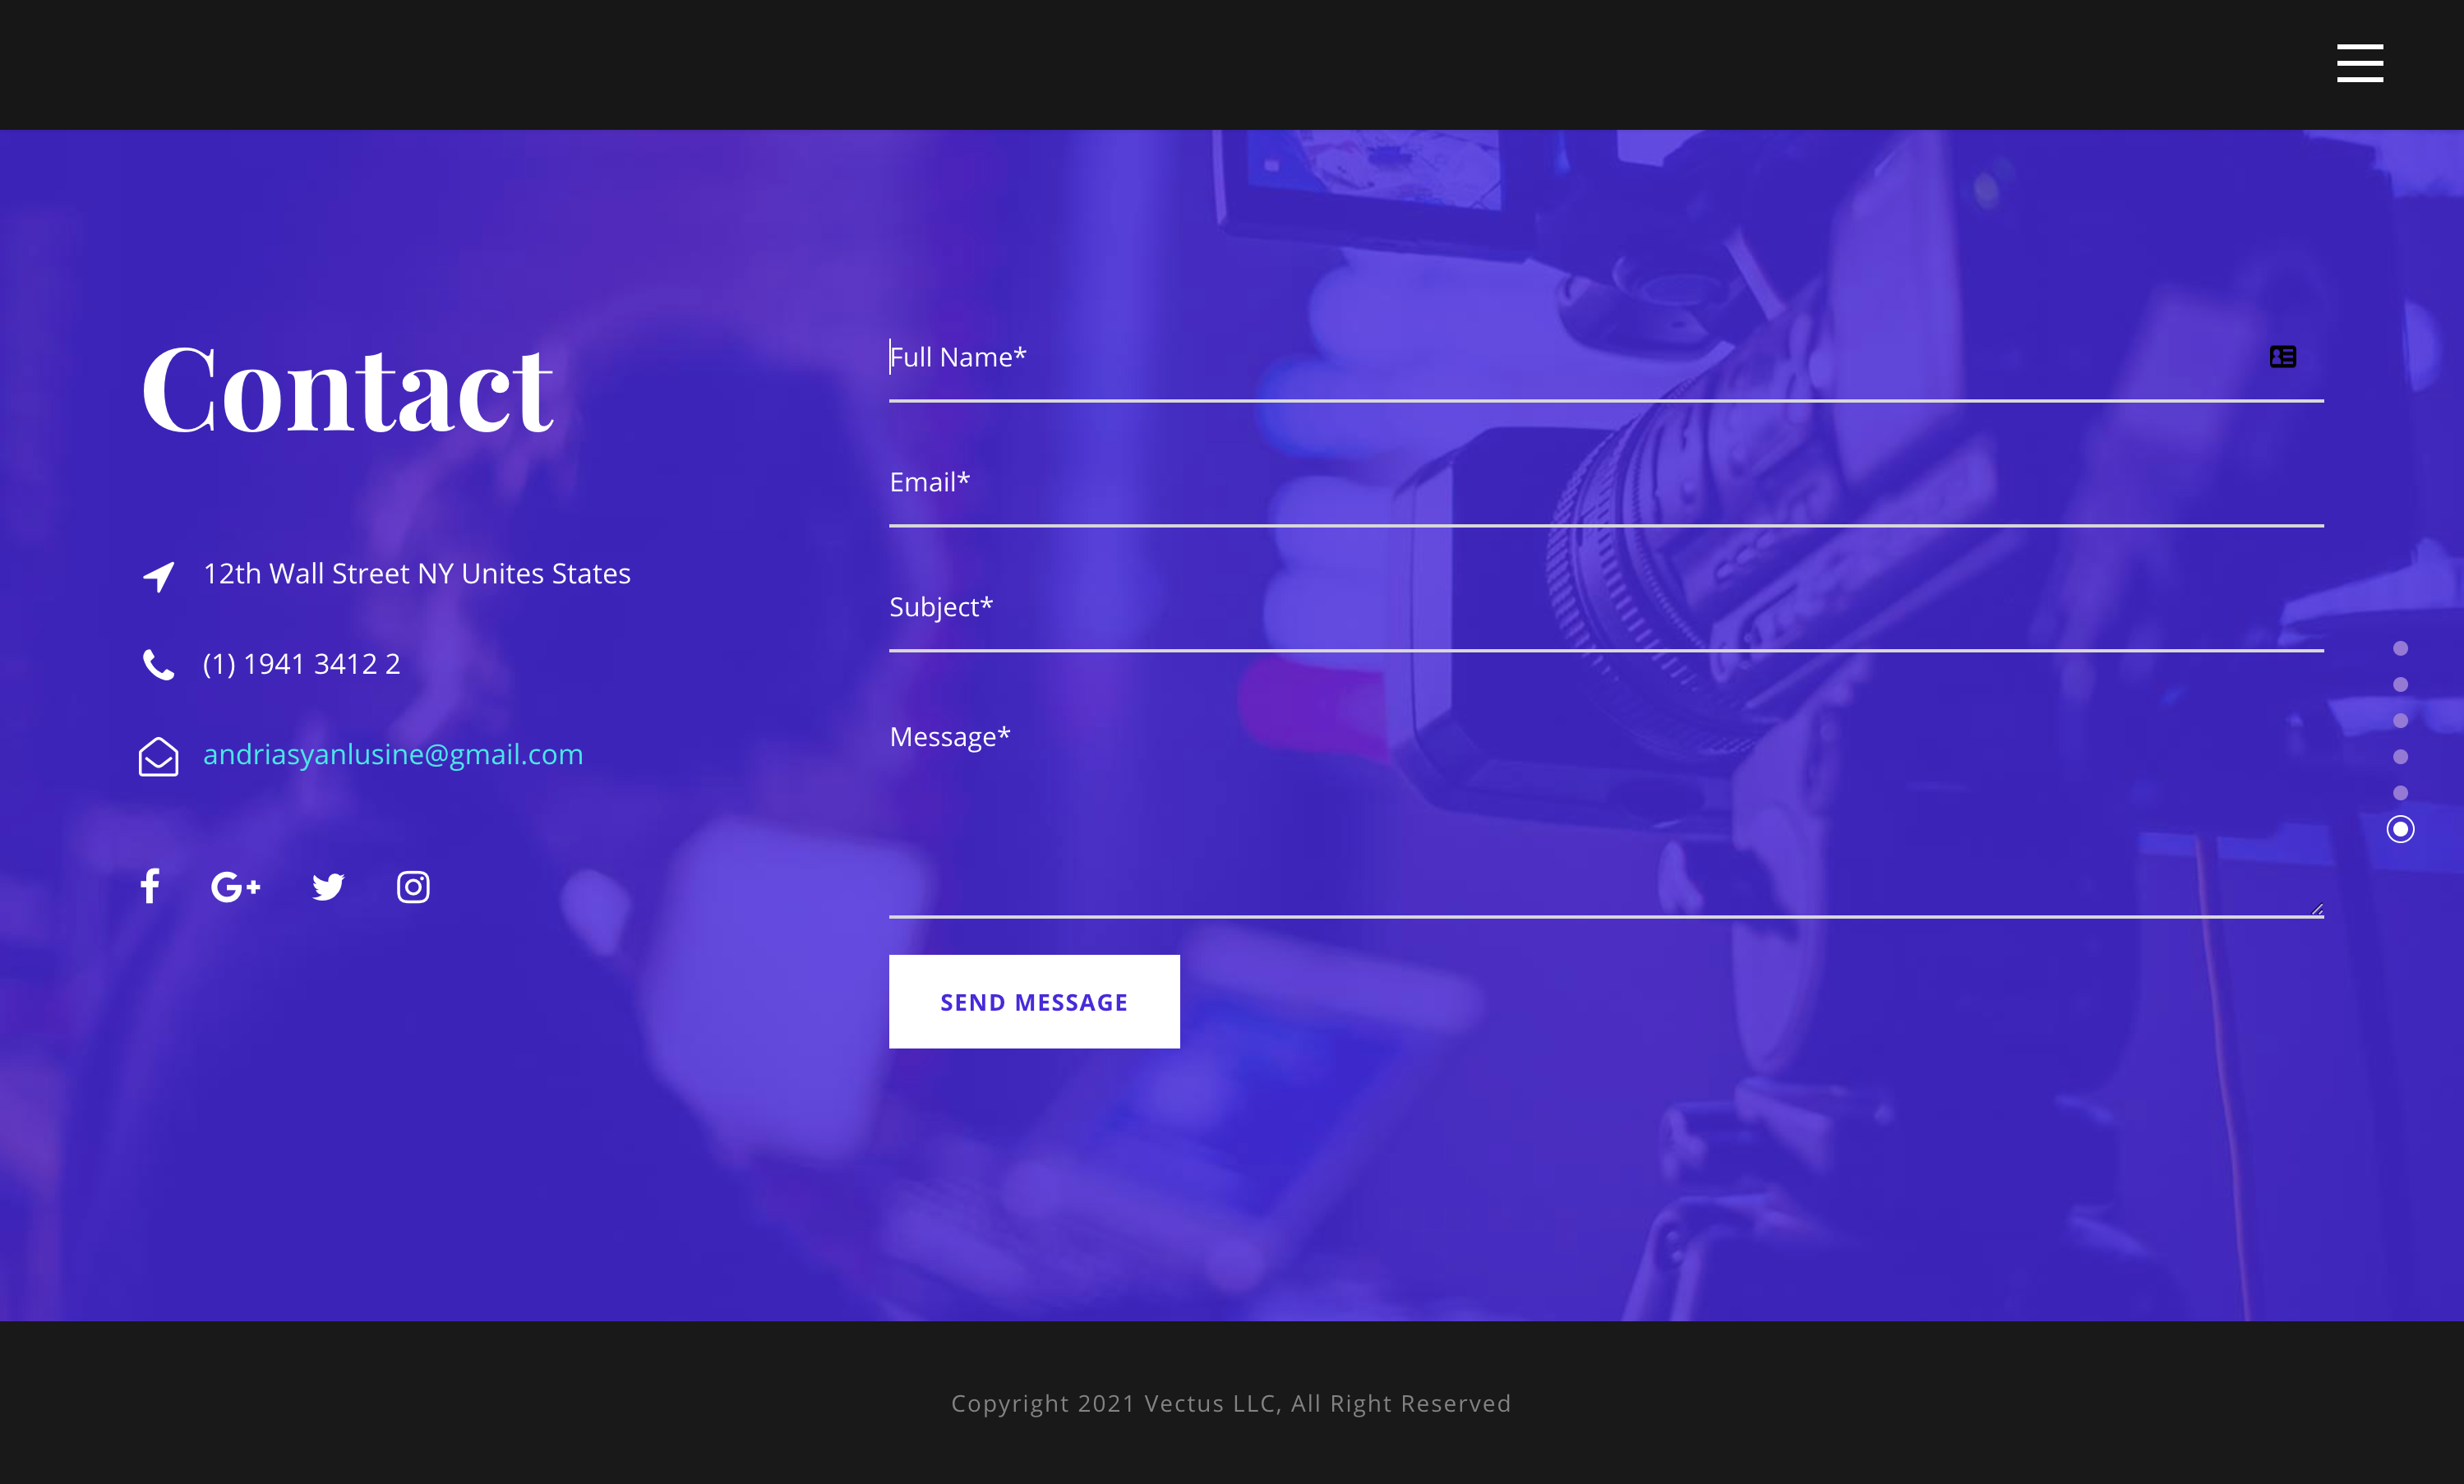 Contact
12th Wall Street NY Unites States
(1) 1941 3412 2
andriasyanlusine@gmail.com
Full Name*
Email*
Subject*
Message*
SEND MESSAGE
Copyright 2021 Vectus LLC, All Right Reserved